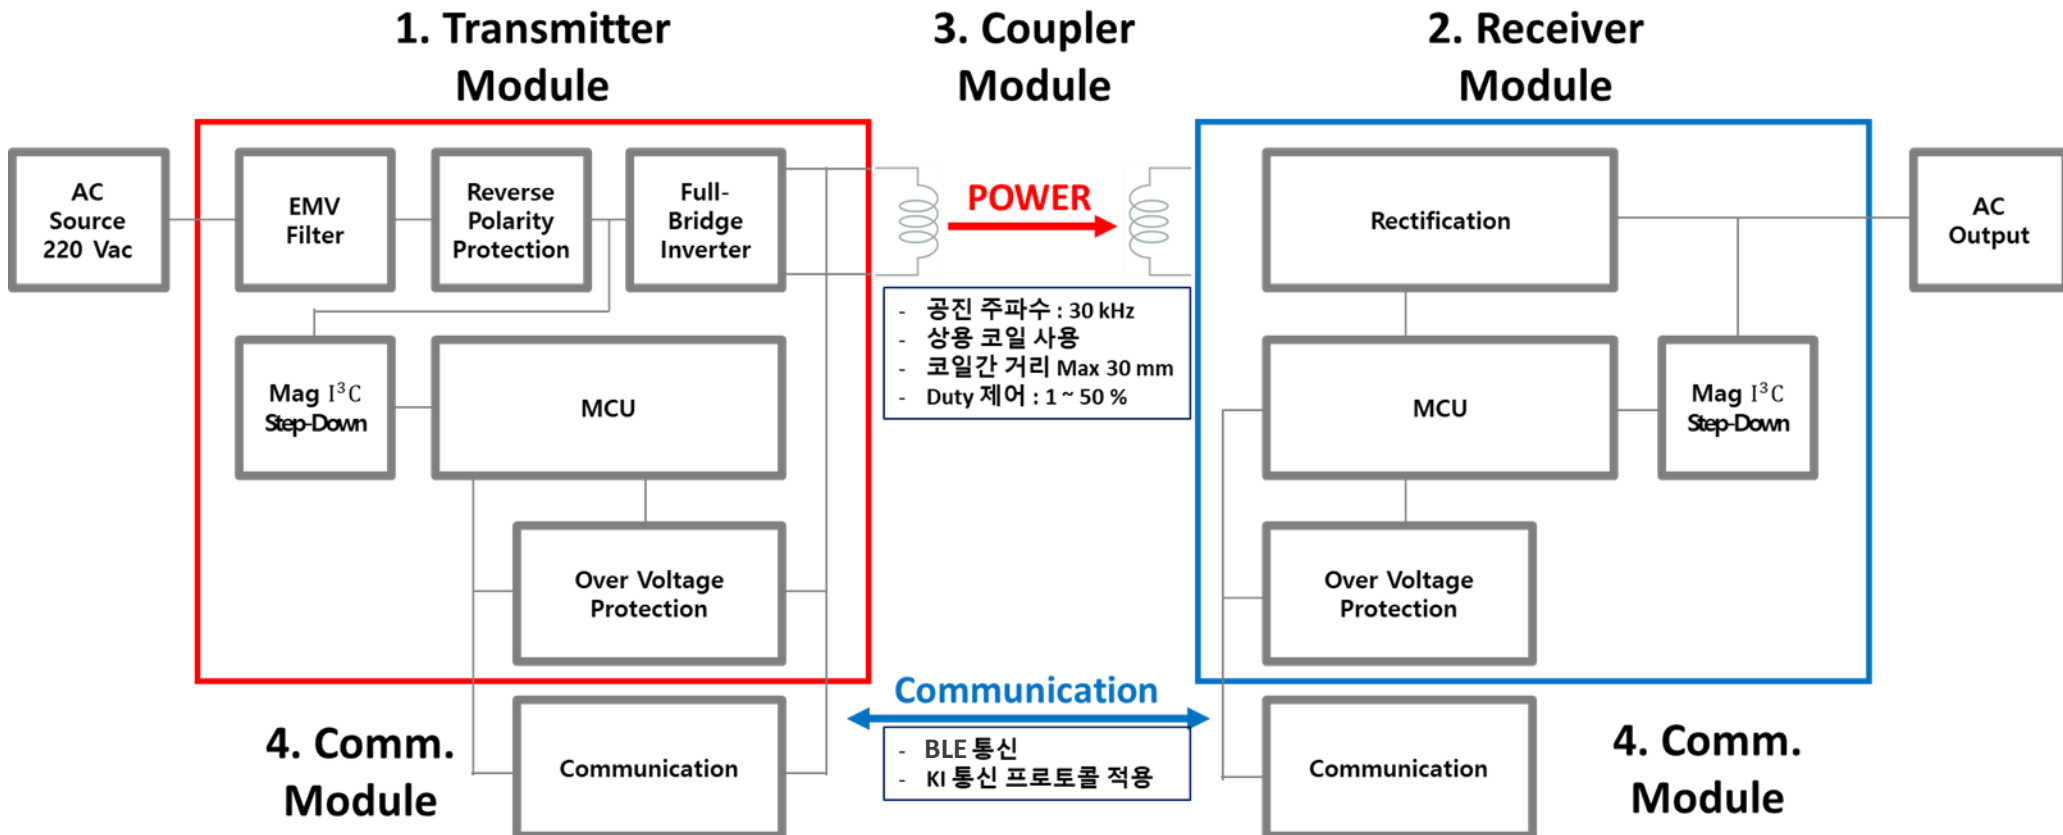 1. Transmitter
Module
3. Coupler
Module
2. Receiver
Module
AC
Source
220 Vac
EMV
Filter
Reverse
Polarity
Protection
Full-
Bridge
Inverter
POWER
Rectification
AC
Output
- 공진 주파수 : 30 kHz
- 상용 코일 사용
- 코일간 거리 Max 30 mm
- Duty 제어 : 1 ~ 50 %
Mag I³C
Step-Down
MCU
MCU
Mag I³C
Step-Down
Over Voltage
Protection
Over Voltage
Protection
Communication
- BLE 통신
- KI 통신 프로토콜 적용
4. Comm.
Module
Communication
Communication
4. Comm.
Module